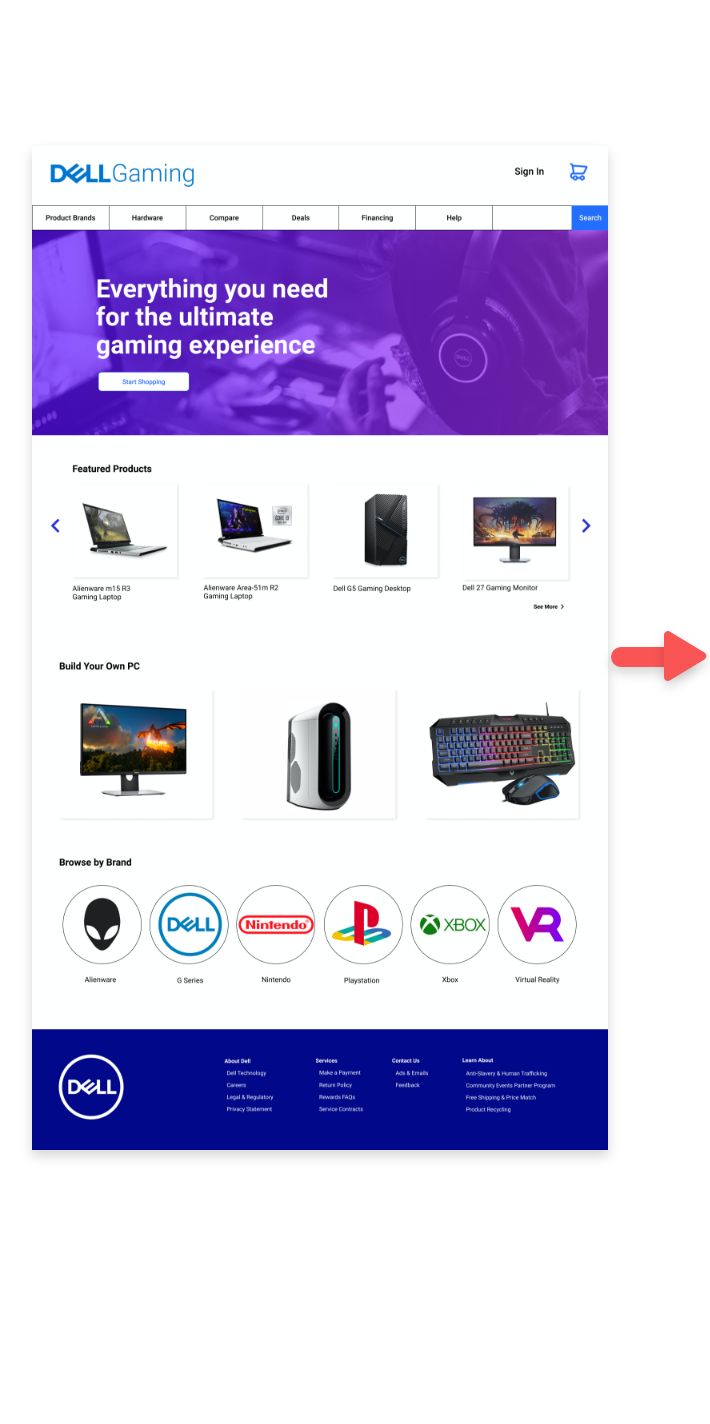 DELL Gaming
Sign In
Product Brands
Hardware
Compare
Deals
Financing
Help
Search
Everything you need
for the ultimate
gaming experience
Start Shopping
DELL
Featured Products
Alienware m15 R3
Gaming Laptop
Alienware Area-51m R2
Gaming Laptop
Dell G5 Gaming Desktop
Dell 27 Gaming Monitor
See More
Build Your Own PC
Browse by Brand
DELL
Nintendo
XBOX
VR
Alienware
G Series
Nintendo
Playstation
Xbox
Virtual Reality
DELL
About Dell
Dell Technology
Careers
Legal & Regulatory
Privacy Statement
Services
Make a Payment
Return Policy
Rewards FAQs
Service Contracts
Contact Us
Ads & Emails
Feedback
Learn About
Anti-Slavery & Human Trafficking
Community Events Partner Program
Free Shipping & Price Match
Product Recycling